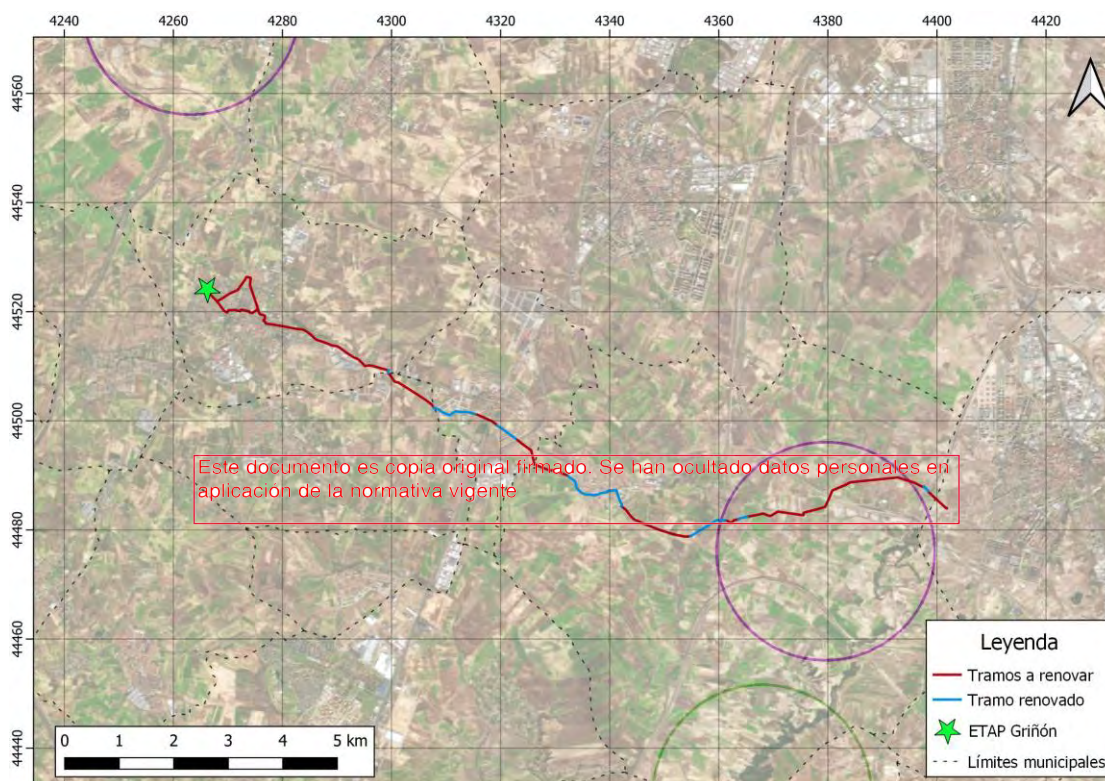 4240 4260 4280 4300 4320 4340 4360 4380 4400 4420
44560
44540
44520
44500
44480
44460
44440
Este documento es copia original firmado. Se han ocultado datos personales en
aplicación de la normativa vigente
Leyenda
Tramos a renovar
Tramo renovado
ETAP Griñón
Límites municipales
0 1 2 3 4 5 km